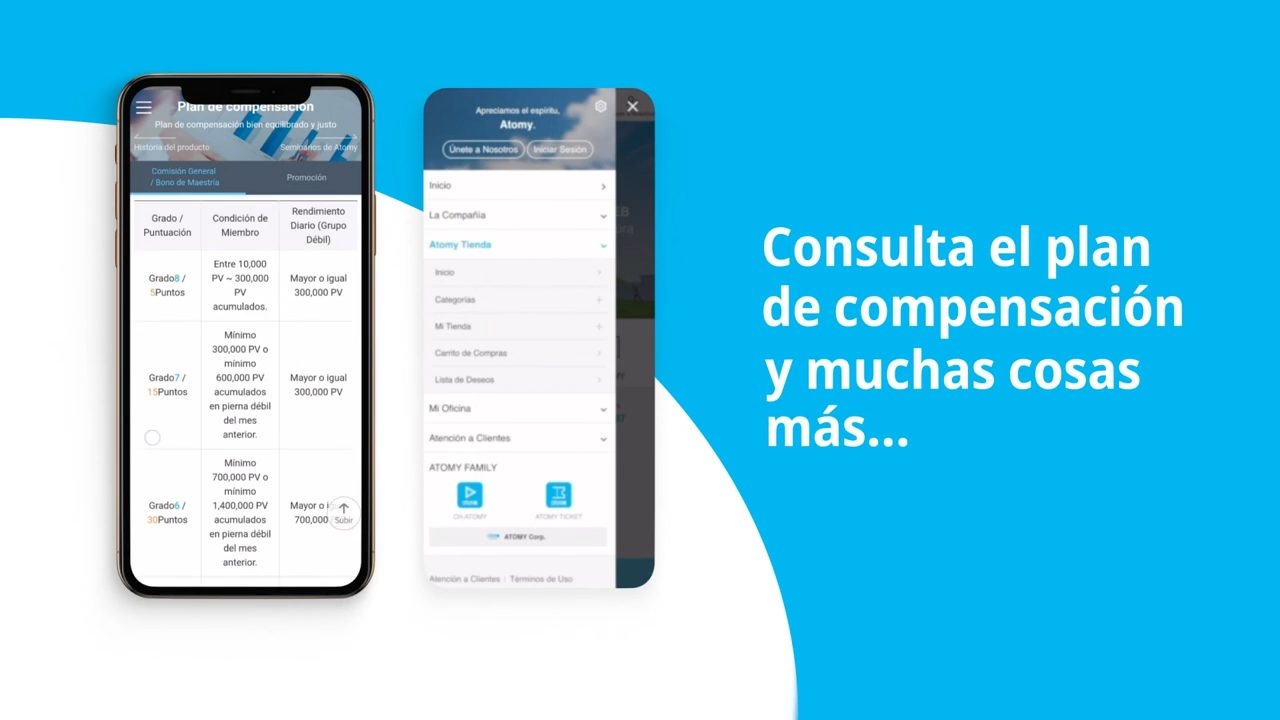 Plan de compensación
Plan de compensación bien equilibrado y justo
Historia del producto
Seminarios de Atomy
Comisión General
/ Bono de Maestría
Promoción
Grado /
Puntuación
Condición de
Miembro
Rendimiento
Diario (Grupo
Débil)
Grado8 /
5Puntos
Entre 10,000
PV ~ 300,000
PV
acumulados.
Mayor o igual
300,000 PV
Grado7 /
15Puntos
Mínimo
300,000 PV o
mínimo
600,000 PV
acumulados
en pierna débil
del mes
anterior.
Mayor o igual
300,000 PV
Grado6 /
30Puntos
Mínimo
700,000 PV o
mínimo
1,400,000 PV
acumulados
en pierna débil
del mes
anterior.
Mayor o
700,000
Subir
Apreciamos el espíritu,
Atomy.
Únete a Nosotros
Iniciar Sesión
Inicio
La Compañía
Atomy Tienda
Inicio
Categorías
Mi Tienda
Carrito de Compras
Lista de Deseos
Mi Oficina
Atención a Clientes
ATOMY FAMILY
CH.ATOMY
ATOMY TICKET
ATOMY Corp.
Atención a Clientes | Términos de Uso
Consulta el plan
de compensación
y muchas cosas
más...